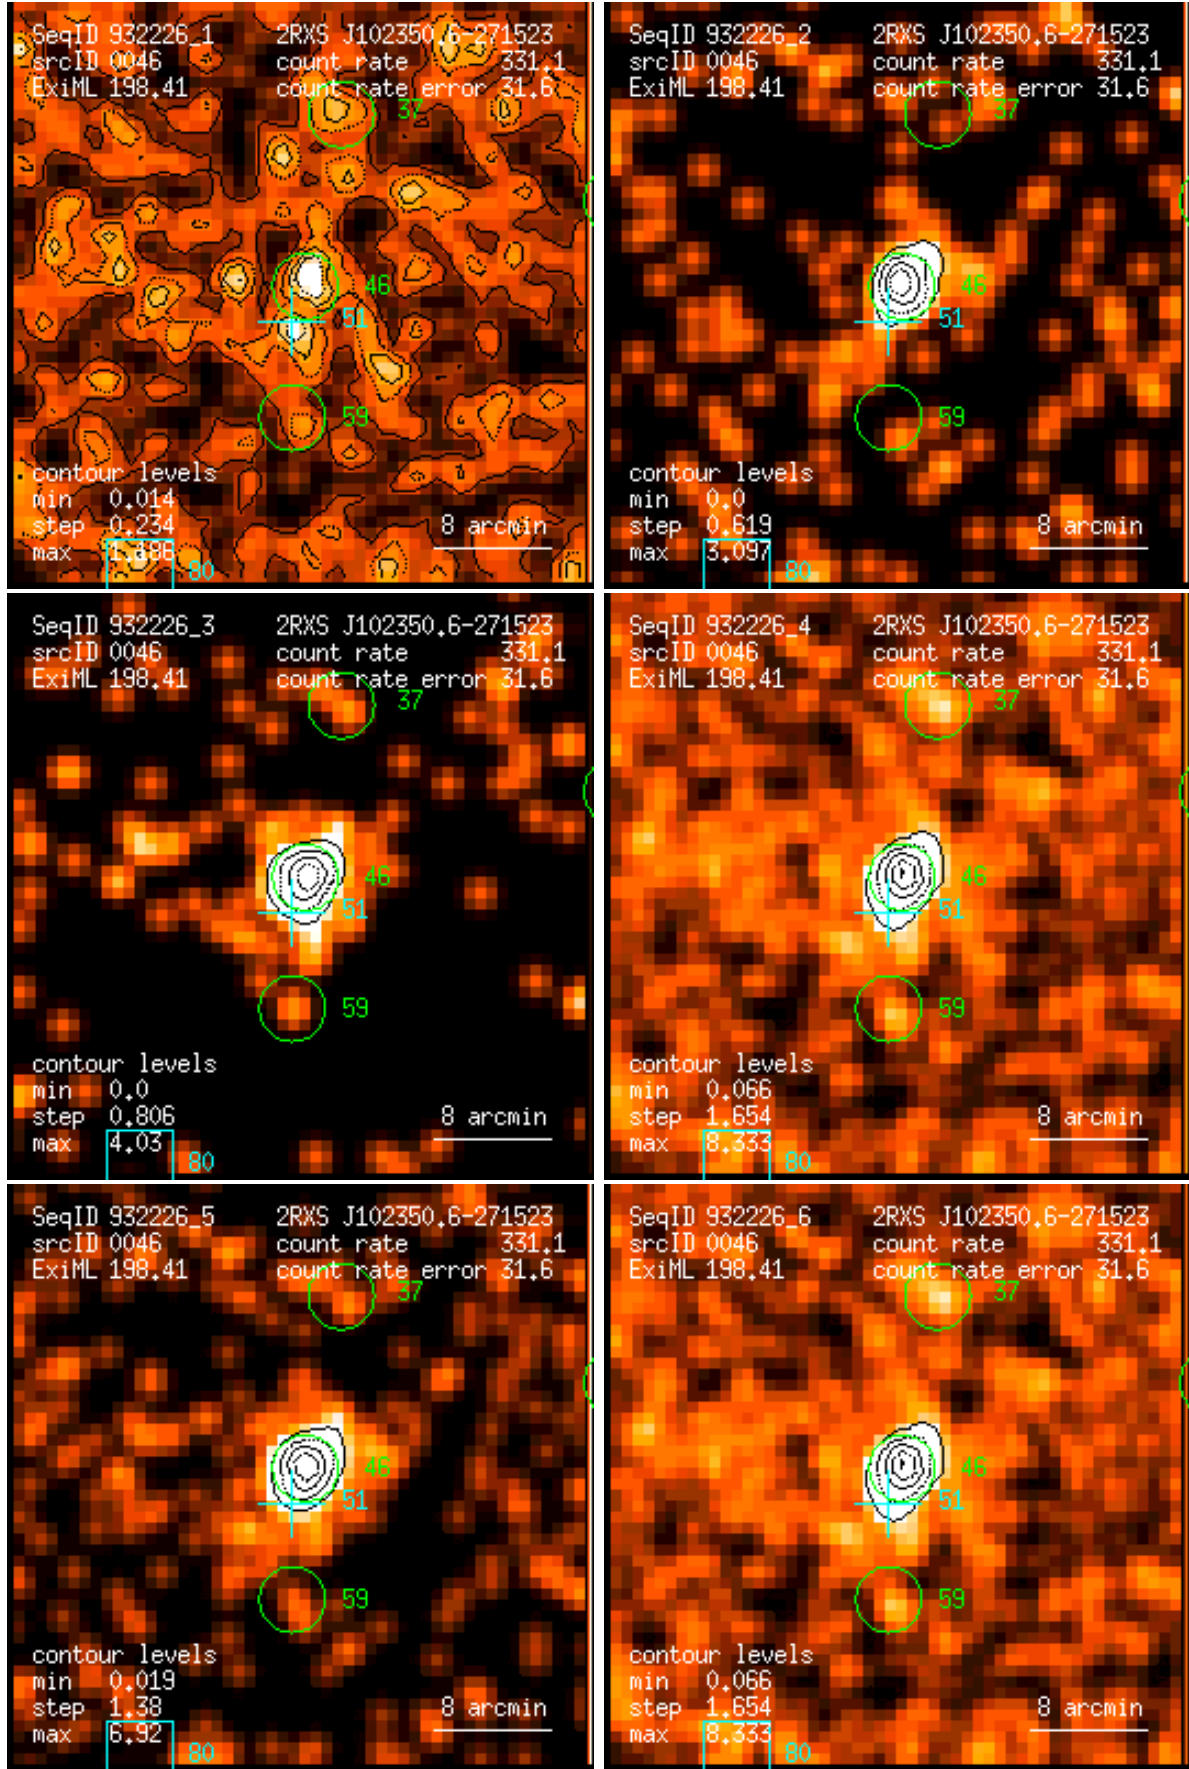 SeqID 932226_1 2RXS J102350.6-271523
srcID 0046 count rate 331.1
ExiML 198.41 count rate error 31.6
37
46
51
59
contour levels
min 0.014
step 0.234 8 arcmin
max 1.186
80
SeqID 932226_2 2RXS J102350.6-271523
srcID 0046 count rate 331.1
ExiML 198.41 count rate error 31.6
37
46
51
59
contour levels
min 0.0
step 0.619 8 arcmin
max 3.097
80
SeqID 932226_3 2RXS J102350.6-271523
srcID 0046 count rate 331.1
ExiML 198.41 count rate error 31.6
37
46
51
59
contour levels
min 0.0
step 0.806 8 arcmin
max 4.03
80
SeqID 932226_4 2RXS J102350.6-271523
srcID 0046 count rate 331.1
ExiML 198.41 count rate error 31.6
37
46
51
59
contour levels
min 0.066
step 1.654 8 arcmin
max 8.333
80
SeqID 932226_5 2RXS J102350.6-271523
srcID 0046 count rate 331.1
ExiML 198.41 count rate error 31.6
37
46
51
59
contour levels
min 0.019
step 1.38 8 arcmin
max 6.92
80
SeqID 932226_6 2RXS J102350.6-271523
srcID 0046 count rate 331.1
ExiML 198.41 count rate error 31.6
37
46
51
59
contour levels
min 0.066
step 1.654 8 arcmin
max 8.333
80